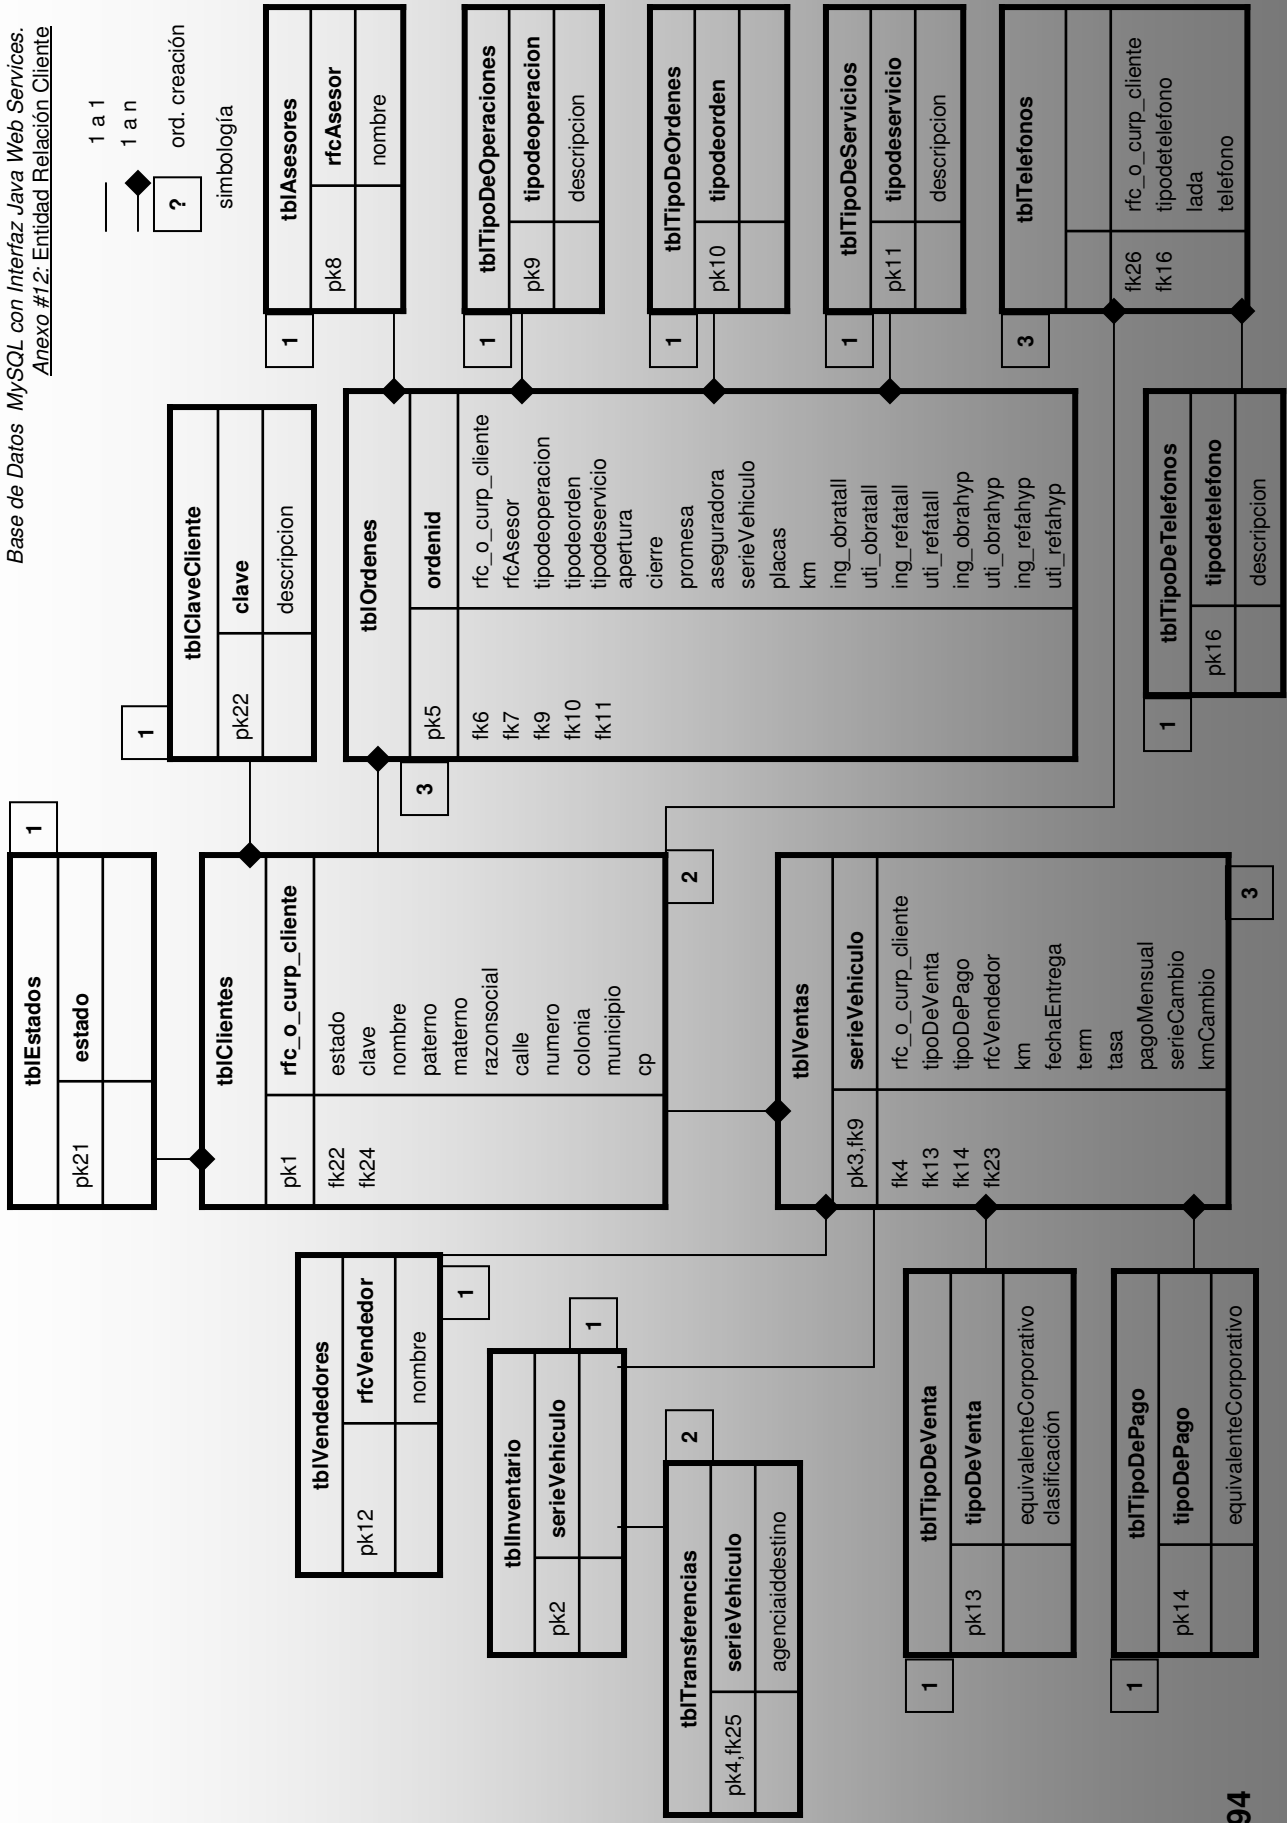 Base de Datos MySQL con Interfaz Java Web Services.
Anexo #12: Entidad Relación Cliente
1 a 1
1 a n
? ord. creación
simbología
tblEstados
pk21 estado
1
tblClaveCliente
pk22 clave
descripcion
1
tblAsesores
pk8 rfcAsesor
nombre
1
tblTipoDeOperaciones
pk9 tipodeoperacion
descripcion
1
tblTipoDeOrdenes
pk10 tipodeorden
1
tblTipoDeServicios
pk11 tipodeservicio
descripcion
1
tblTelefonos
fk26 rfc_o_curp_cliente
fk16 tipodetelefono
lada
telefono
3
tblTipoDeTelefonos
pk16 tipodetelefono
descripcion
1
tblOrdenes
pk5 ordenid
fk6 rfc_o_curp_cliente
fk7 rfcAsesor
fk9 tipodeoperacion
fk10 tipodeorden
fk11 tipodeservicio
apertura
cierre
promesa
aseguradora
serieVehiculo
placas
km
ing_obratall
uti_obratall
ing_refatall
uti_refatall
ing_obrahyp
uti_obrahyp
ing_refahyp
uti_refahyp
3
tblClientes
pk1 rfc_o_curp_cliente
fk22 estado
fk24 clave
nombre
paterno
materno
razonsocial
calle
numero
colonia
municipio
cp
2
tblVentas
pk3,fk9 serieVehiculo
fk4 rfc_o_curp_cliente
fk13 tipoDeVenta
fk14 tipoDePago
fk23 rfcVendedor
km
fechaEntrega
term
tasa
pagoMensual
serieCambio
kmCambio
3
tblVendedores
pk12 rfcVendedor
nombre
1
tblInventario
pk2 serieVehiculo
1
tblTransferencias
pk4,fk25 serieVehiculo
agenciaiddestino
2
tblTipoDeVenta
pk13 tipoDeVenta
equivalenteCorporativo
clasificación
1
tblTipoDePago
pk14 tipoDePago
equivalenteCorporativo
1
94